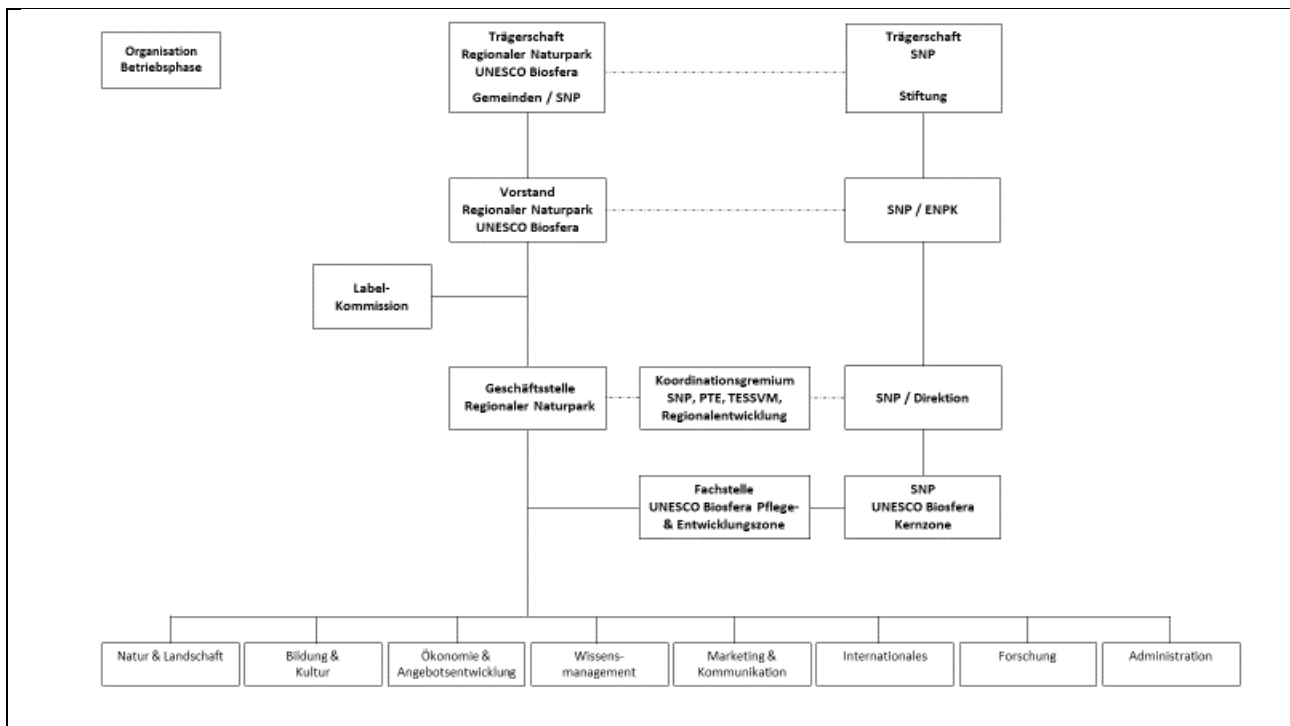 Organisation
Betriebsphase
Trägerschaft
Regionaler Naturpark
UNESCO Biosfera
Gemeinden / SNP
Trägerschaft
SNP
Stiftung
Vorstand
Regionaler Naturpark
UNESCO Biosfera
SNP / ENPK
Label-
Kommission
Geschäftsstelle
Regionaler Naturpark
Koordinationsgremium
SNP, PTE, TESSVM,
Regionalentwicklung
SNP / Direktion
Fachstelle
UNESCO Biosfera Pflege-
& Entwicklungszone
SNP
UNESCO Biosfera
Kernzone
Natur & Landschaft
Bildung &
Kultur
Ökonomie &
Angebotsentwicklung
Wissens-
management
Marketing &
Kommunikation
Internationales
Forschung
Administration